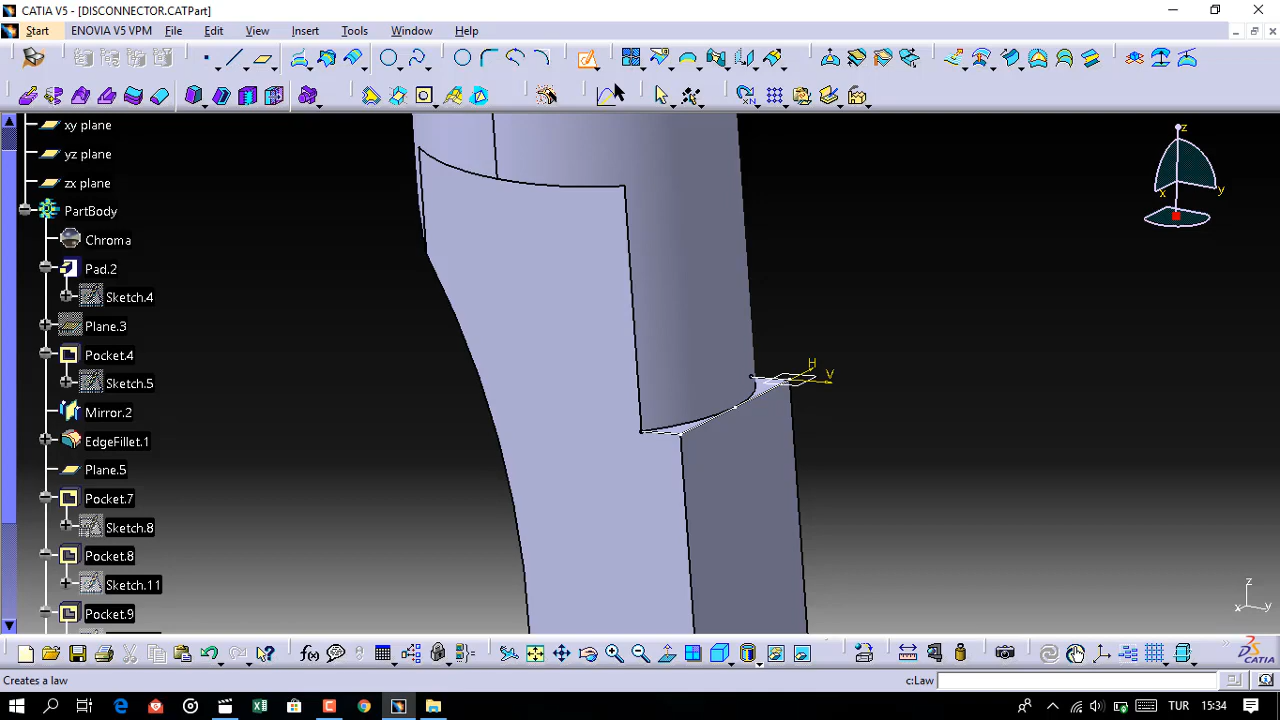 CATIA V5 - [DISCONNECTOR.CATPart]
Start ENOVIA V5 VPM File Edit View Insert Tools Window Help
xy plane
yz plane
zx plane
PartBody
Chroma
Pad.2
Sketch.4
Plane.3
Pocket.4
Sketch.5
Mirror.2
EdgeFillet.1
Plane.5
Pocket.7
Sketch.8
Pocket.8
Sketch.11
Pocket.9
H
V
z
x
y
z
x
y
f(x)
CATIA
Creates a law
c:Law
TUR
15:34